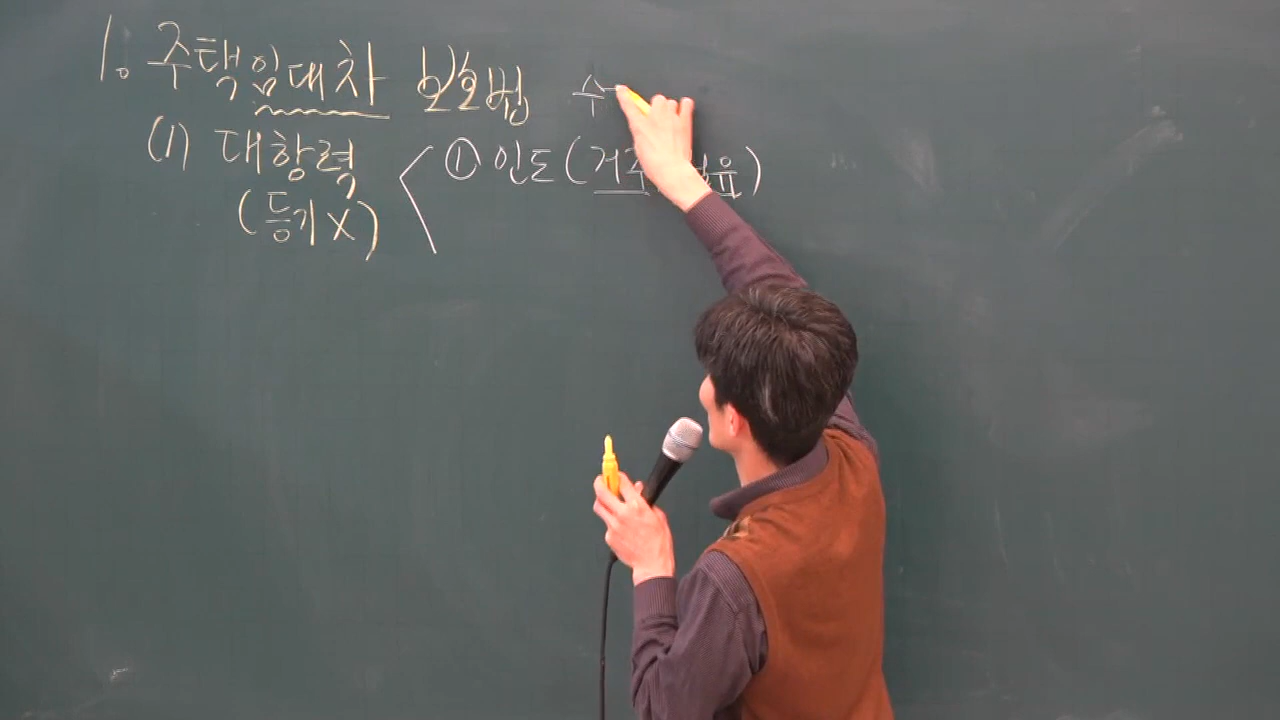 1. 주택임대차 보호법 수
(1) 대항력 ① 인도 (거주
(등기X)